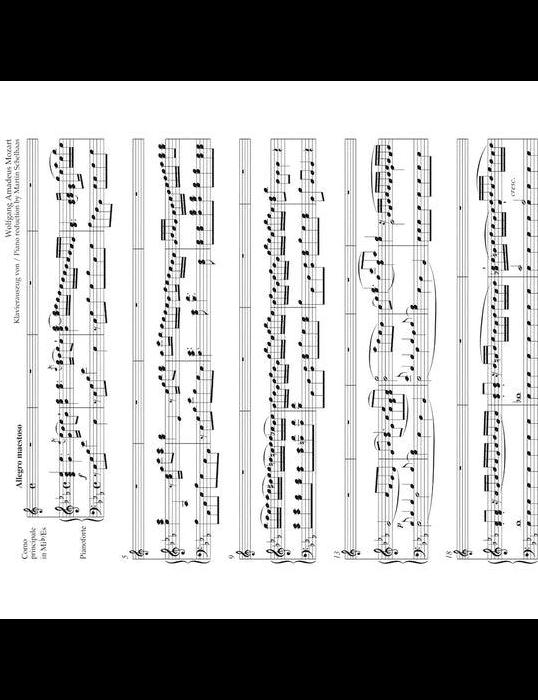 Wolfgang Amadeus Mozart
Klavierauszug von / Piano reduction by Martin Schelhaas
Allegro maestoso
Corno
principale
in Mi♭/Es
Pianoforte
f
5
9
13
p
18
cresc.